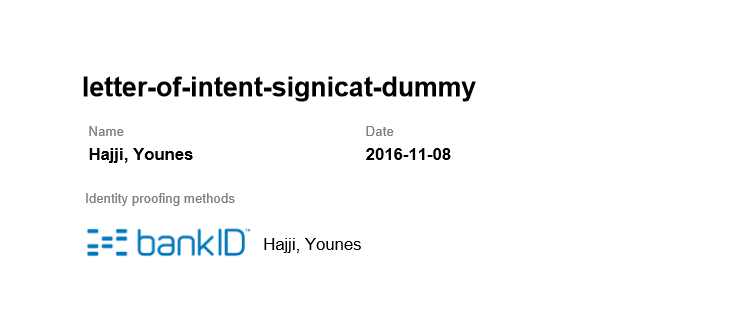 letter-of-intent-signicat-dummy
Name Date
Hajji, Younes 2016-11-08
Identity proofing methods
bankID™ Hajji, Younes